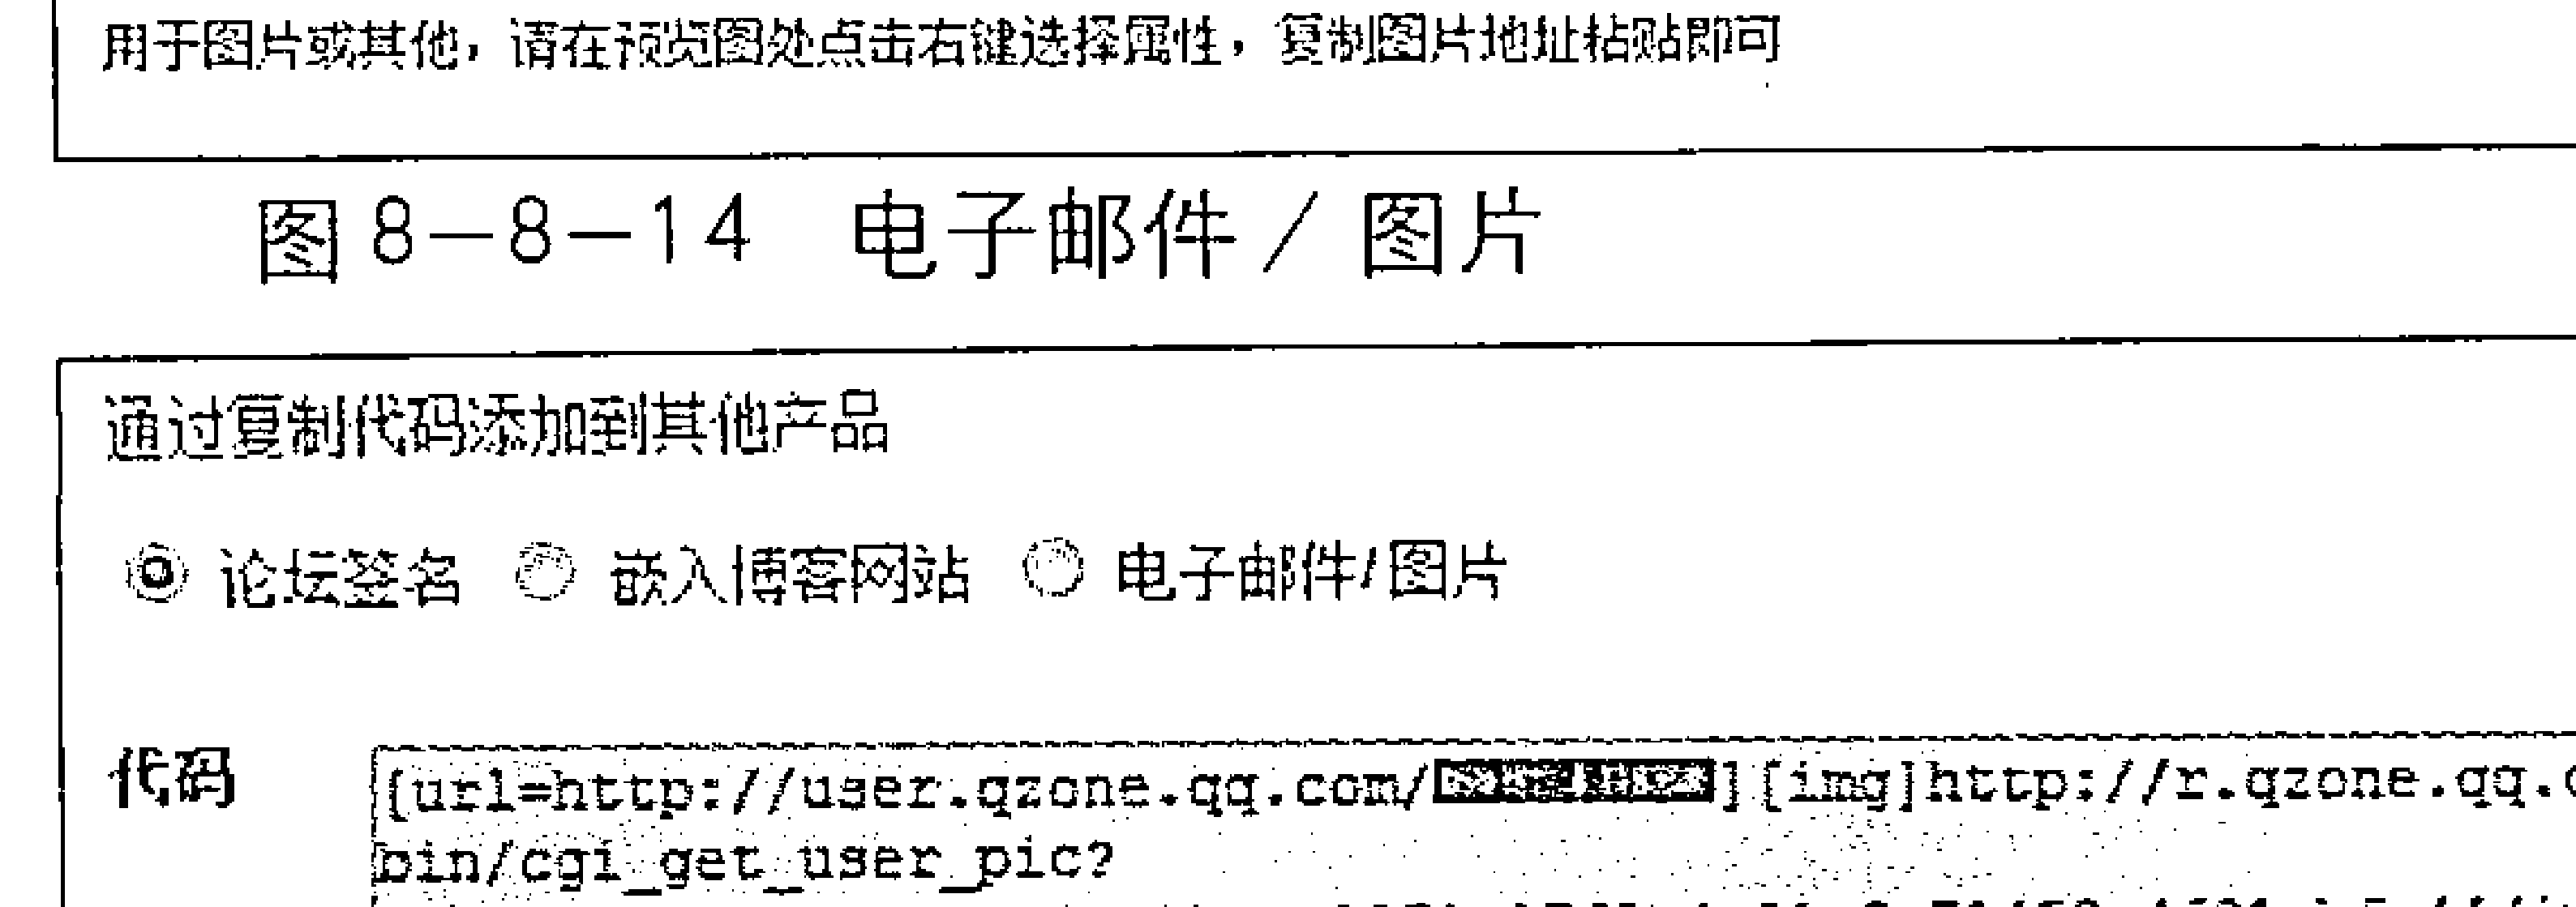 用于图片或其他，请在预览图处点击右键选择属性，复制图片地址粘贴即可
图8-8-14 电子邮件/图片
通过复制代码添加到其他产品
论坛签名 嵌入博客网站 电子邮件/图片
代码 [url=http://user.qzone.qq.com/ ][img]http://r.qzone.qq.
bin/cgi_get_user_pic?